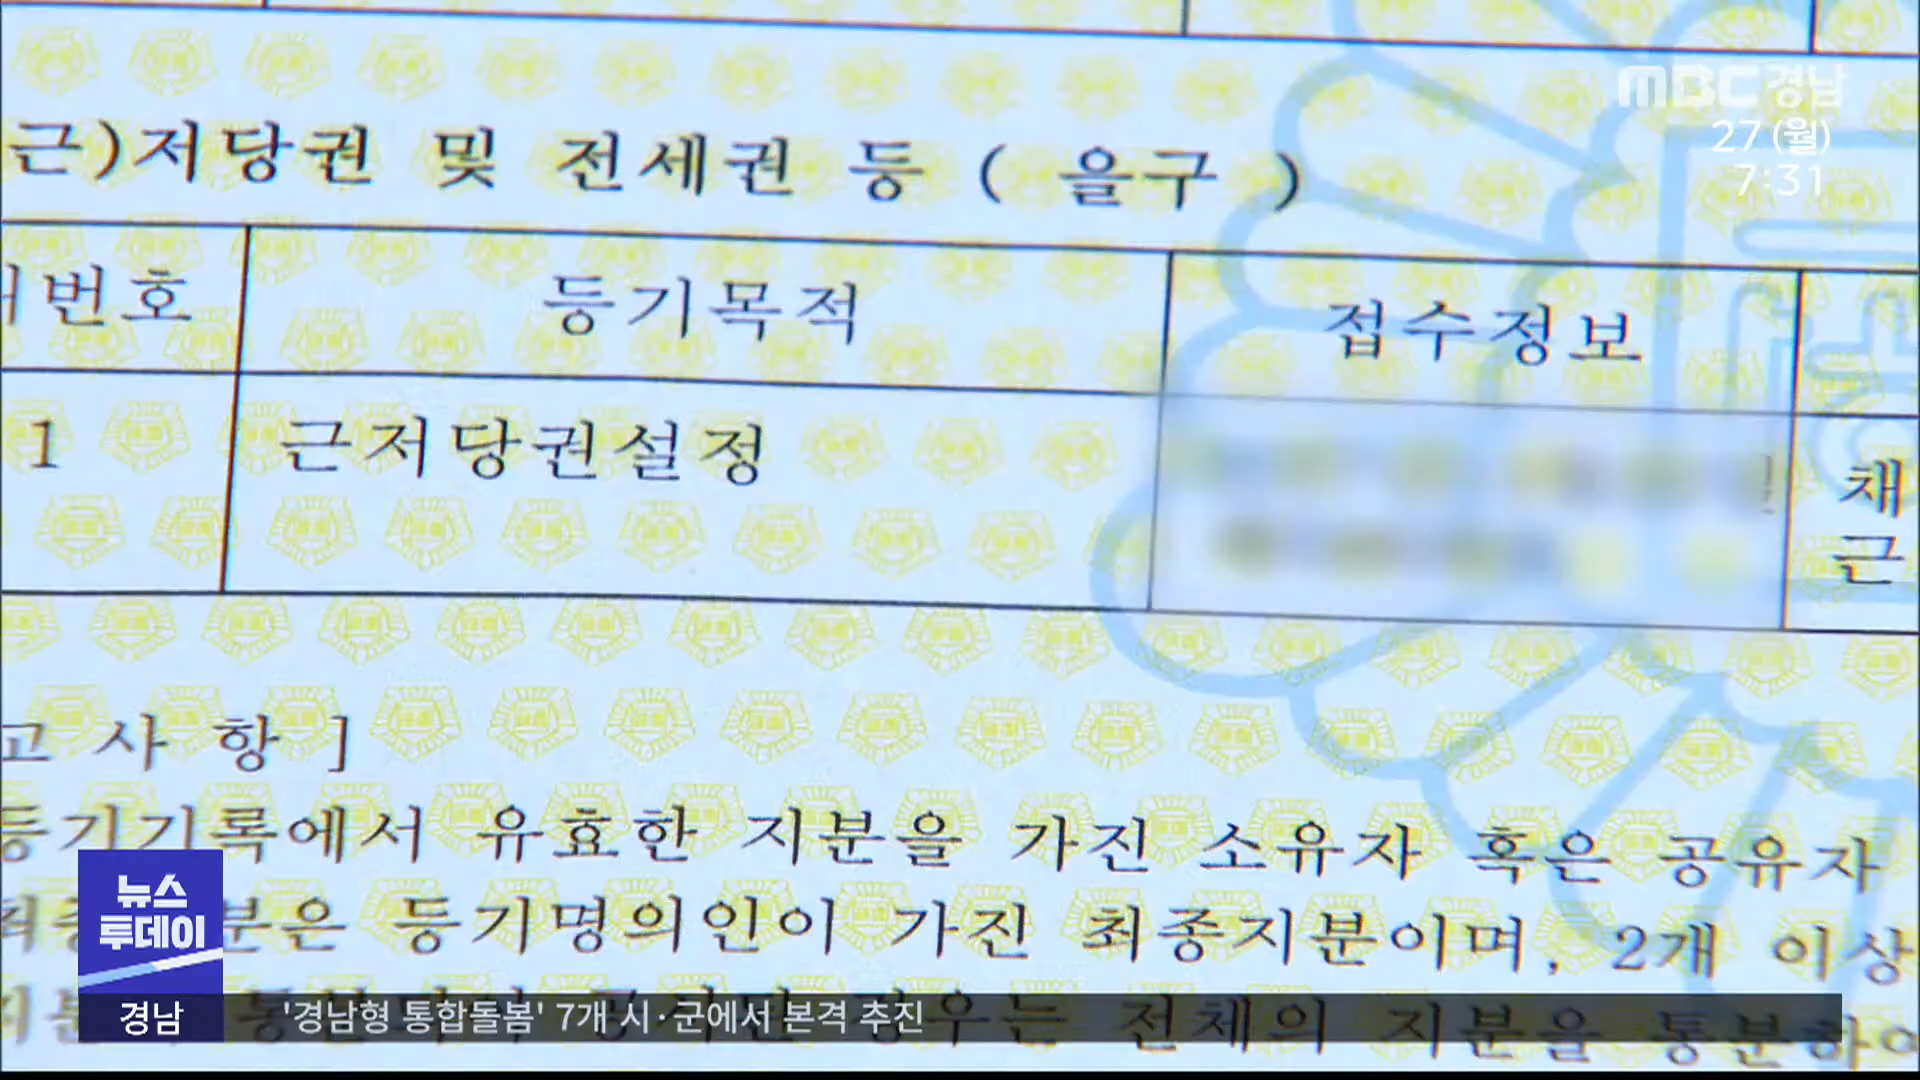 MBC경남
27(월)
7:31
근)저당권 및 전세권 등 ( 을구 )
번호 등기목적 접수정보
1 근저당권설정 채
근
고 사 항 ]
등기기록에서 유효한 지분을 가진 소유자 혹은 공유자
분은 등기명의인이 가진 최종지분이며, 2개 이상
우는 전체의 지분을 통분하여
뉴스
투데이
경남 '경남형 통합돌봄' 7개 시·군에서 본격 추진